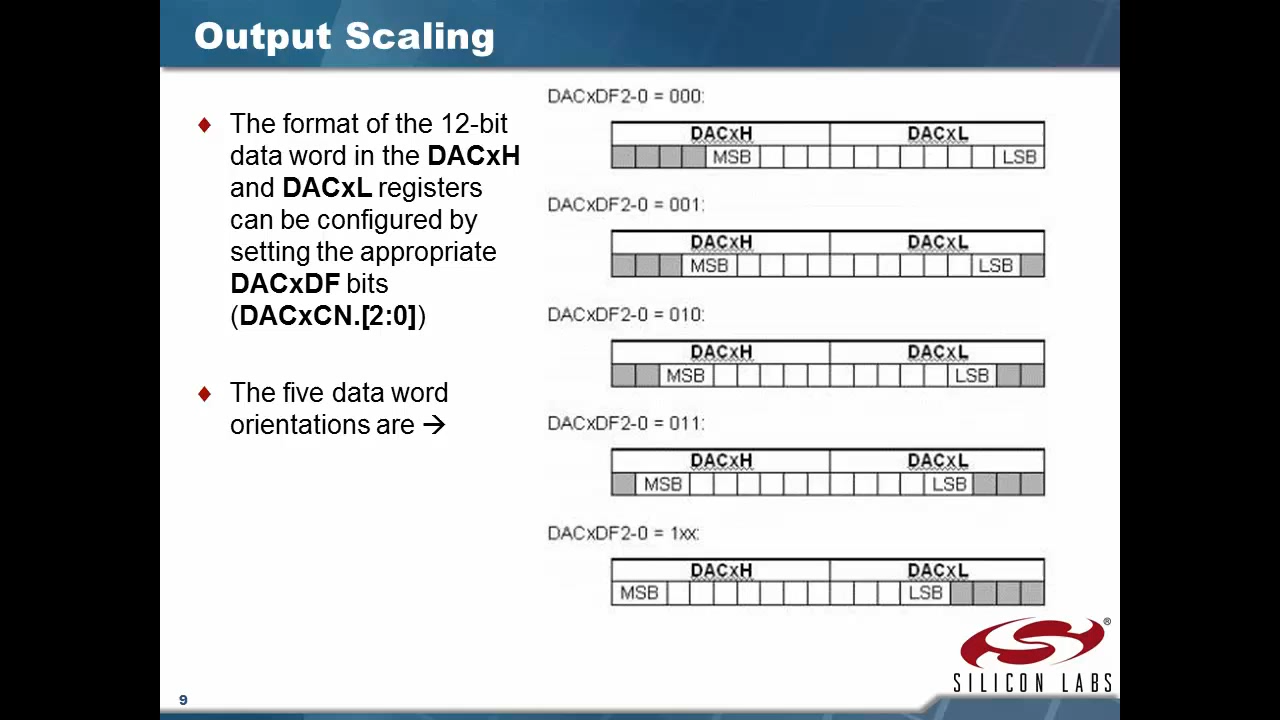 Output Scaling
♦ The format of the 12-bit
data word in the DACxH
and DACxL registers
can be configured by
setting the appropriate
DACxDF bits
(DACxCN.[2:0])
♦ The five data word
orientations are →
DACxDF2-0 = 000:
DACxH DACxL
MSB LSB
DACxDF2-0 = 001:
DACxH DACxL
MSB LSB
DACxDF2-0 = 010:
DACxH DACxL
MSB LSB
DACxDF2-0 = 011:
DACxH DACxL
MSB LSB
DACxDF2-0 = 1xx:
DACxH DACxL
MSB LSB
®
SILICON LABS
9